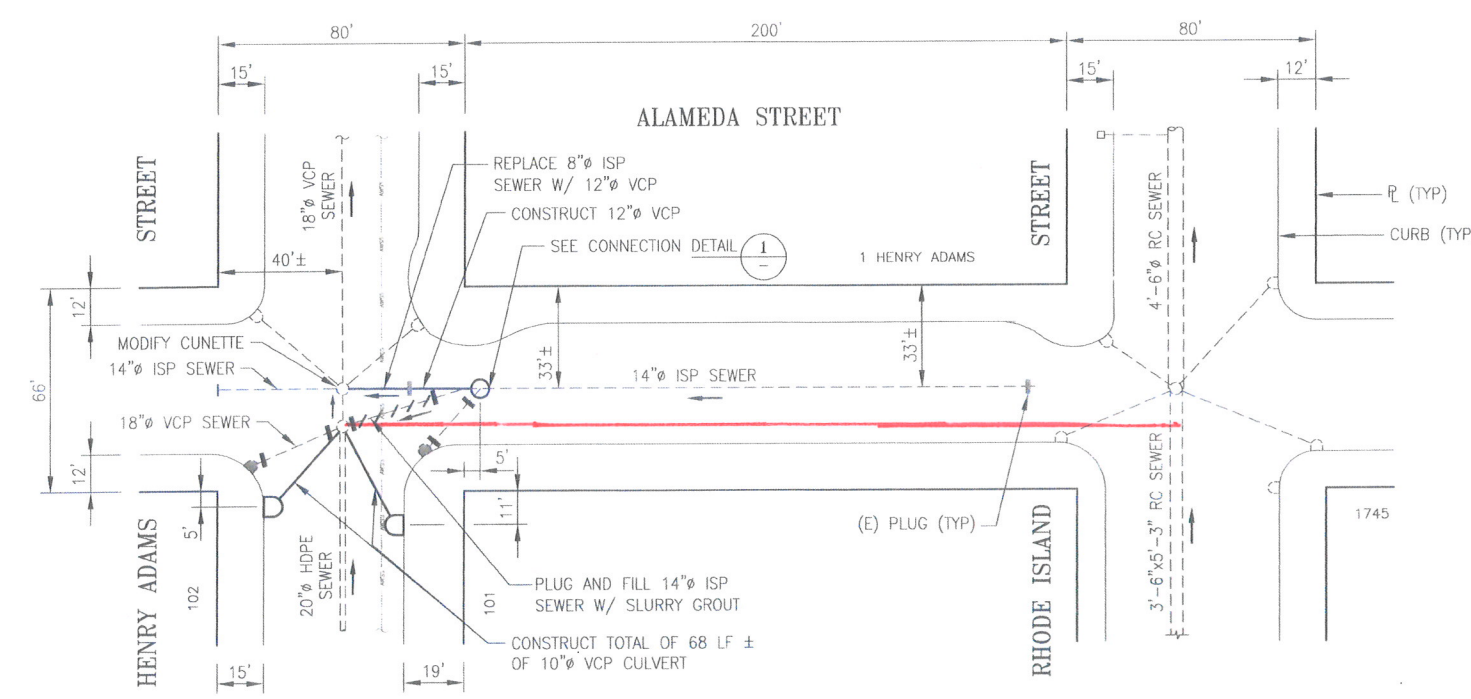 80'
200'
80'
15'
15'
15'
12'
ALAMEDA STREET
STREET
18"ø VCP
SEWER
REPLACE 8"ø ISP
SEWER W/ 12"ø VCP
CONSTRUCT 12"ø VCP
SEE CONNECTION DETAIL
1
–
1 HENRY ADAMS
STREET
4'-6"ø RC SEWER
℄ (TYP)
CURB (TYP
40'±
12'
66'
MODIFY CUNETTE
14"ø ISP SEWER
33'±
14"ø ISP SEWER
33'±
18"ø VCP SEWER
12'
5'
5'
11'
(E) PLUG (TYP)
3'-6"x5'-3" RC SEWER
1745
HENRY ADAMS
102
20"ø HDPE
SEWER
101
PLUG AND FILL 14"ø ISP
SEWER W/ SLURRY GROUT
CONSTRUCT TOTAL OF 68 LF ±
OF 10"ø VCP CULVERT
RHODE ISLAND
15'
19'